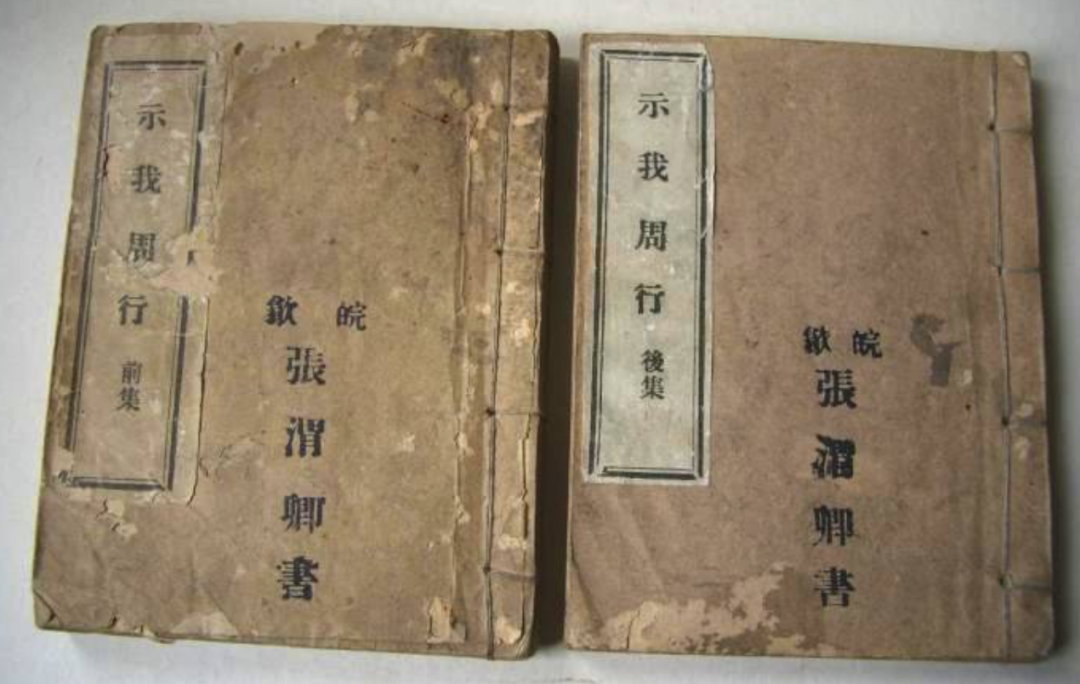 示我周行 前集
皖歙
張渭卿書
示我周行 後集
皖歙
張渭卿書